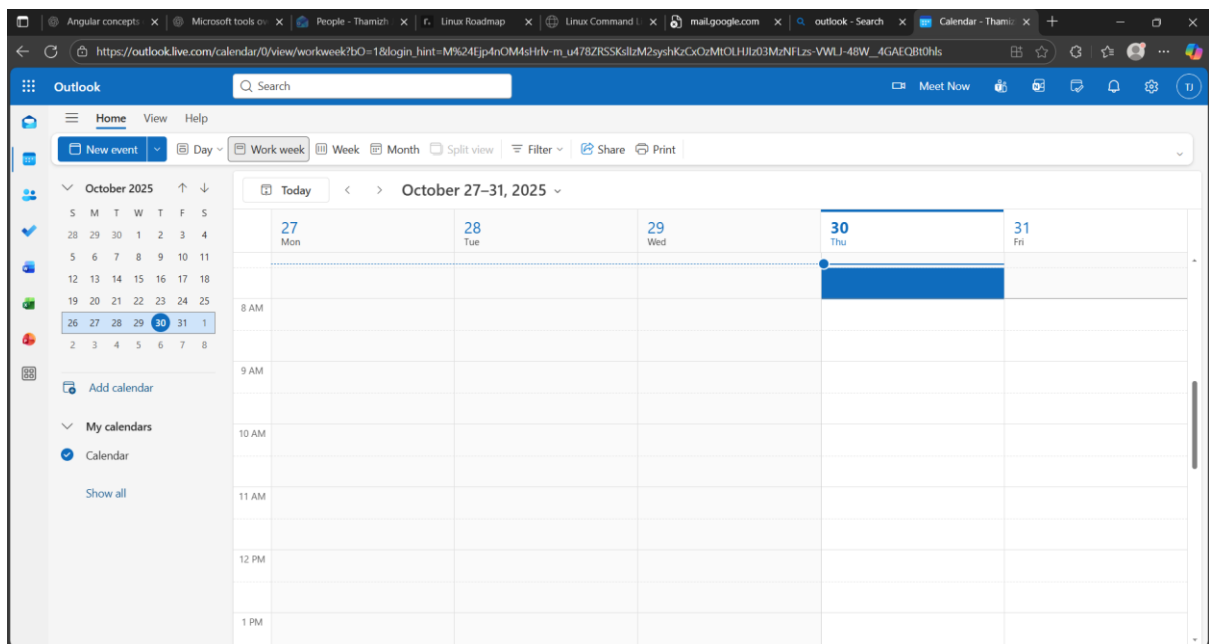 Angular concepts
Microsoft tools ov
People - Thamizh
Linux Roadmap
Linux Command Li
mail.google.com
outlook - Search
Calendar - Thamiz
https://outlook.live.com/calendar/0/view/workweek?bO=1&login_hint=
Outlook
Search
Meet Now
TJ
Home View Help
New event Day Work week Week Month Split view Filter Share Print
October 2025
Today October 27–31, 2025
S M T W T F S
28 29 30 1 2 3 4
5 6 7 8 9 10 11
12 13 14 15 16 17 18
19 20 21 22 23 24 25
26 27 28 29 30 31 1
2 3 4 5 6 7 8
Add calendar
My calendars
Calendar
Show all
27
Mon
28
Tue
29
Wed
30
Thu
31
Fri
8 AM
9 AM
10 AM
11 AM
12 PM
1 PM